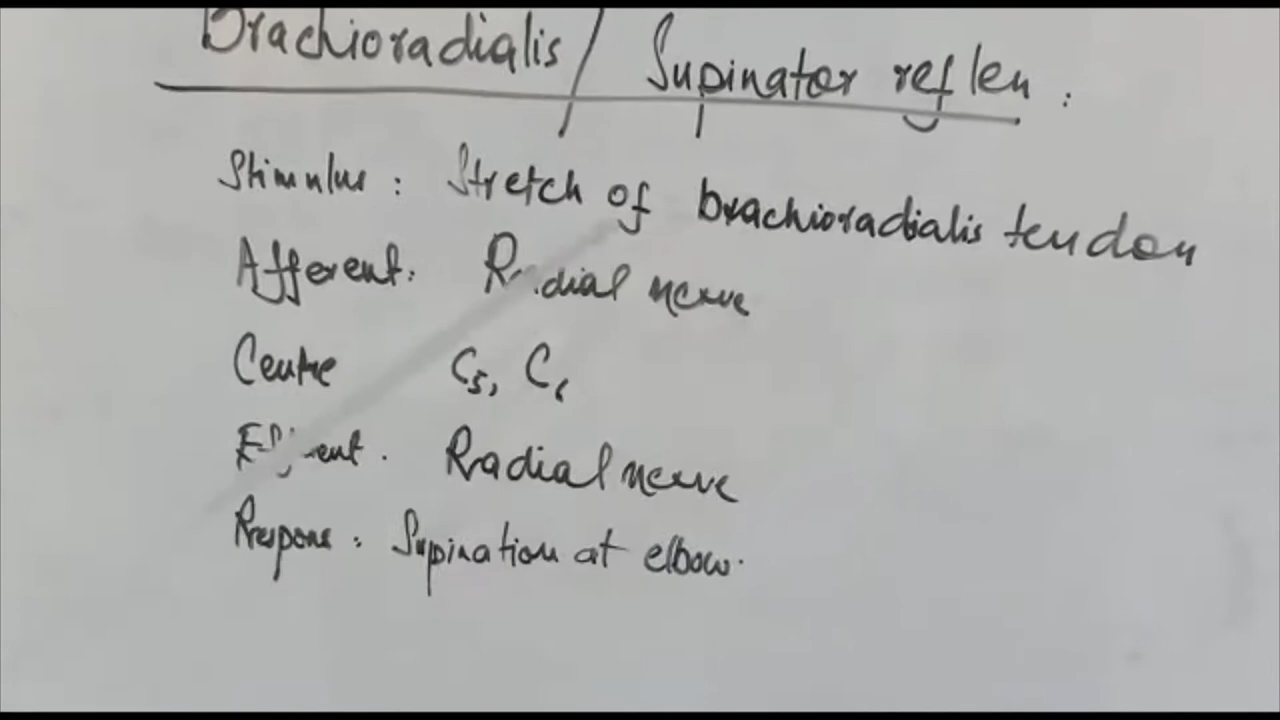 Brachioradialis / Supinator reflex :
Stimulus : Stretch of brachioradialis tendon
Afferent : Radial nerve
Centre C5, C6
Efferent . Radial nerve
Response : Supination at elbow.